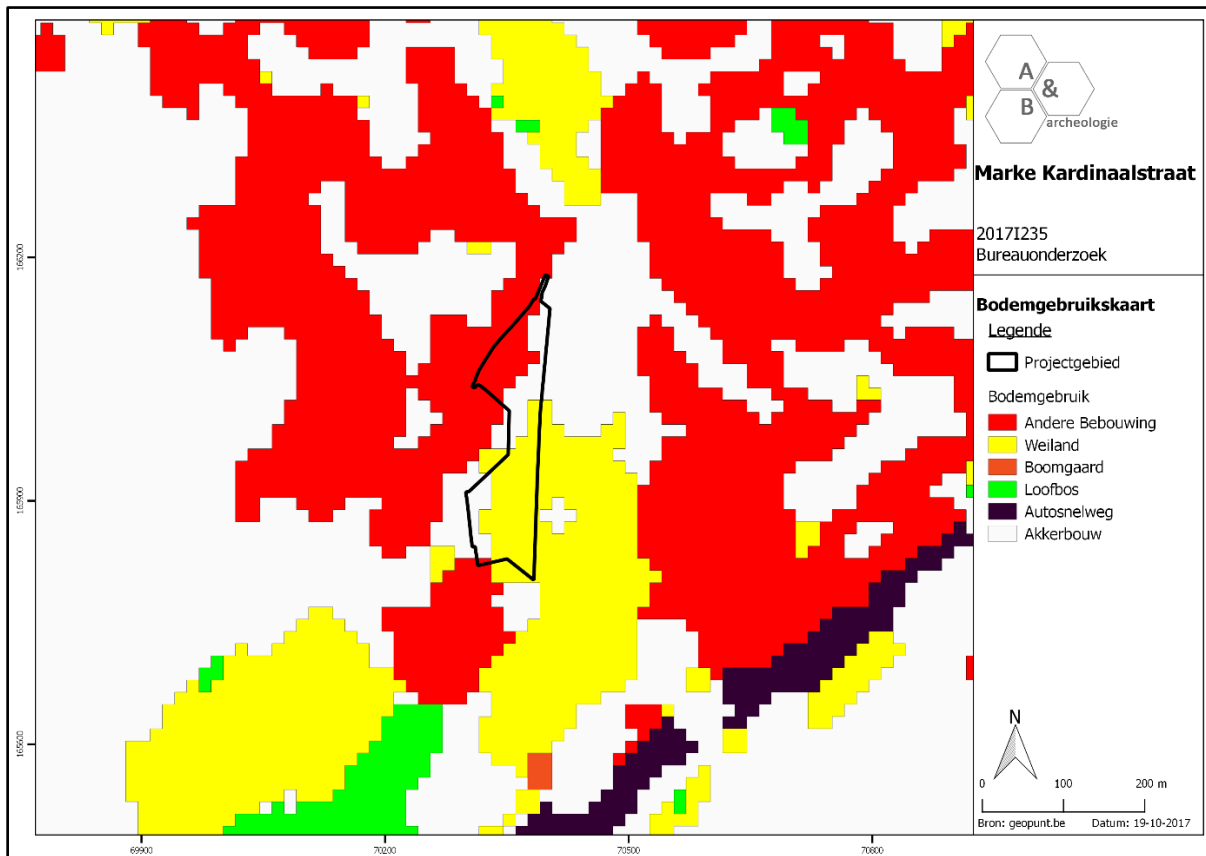 A
&
B
archeologie
Marke Kardinaalstraat
2017I235
Bureauonderzoek
Bodemgebruikskaart
Legende
Projectgebied
Bodemgebruik
Andere Bebouwing
Weiland
Boomgaard
Loofbos
Autosnelweg
Akkerbouw
N
0 100 200 m
Bron: geopunt.be Datum: 19-10-2017
166200
165900
165600
69900 70200 70500 70800